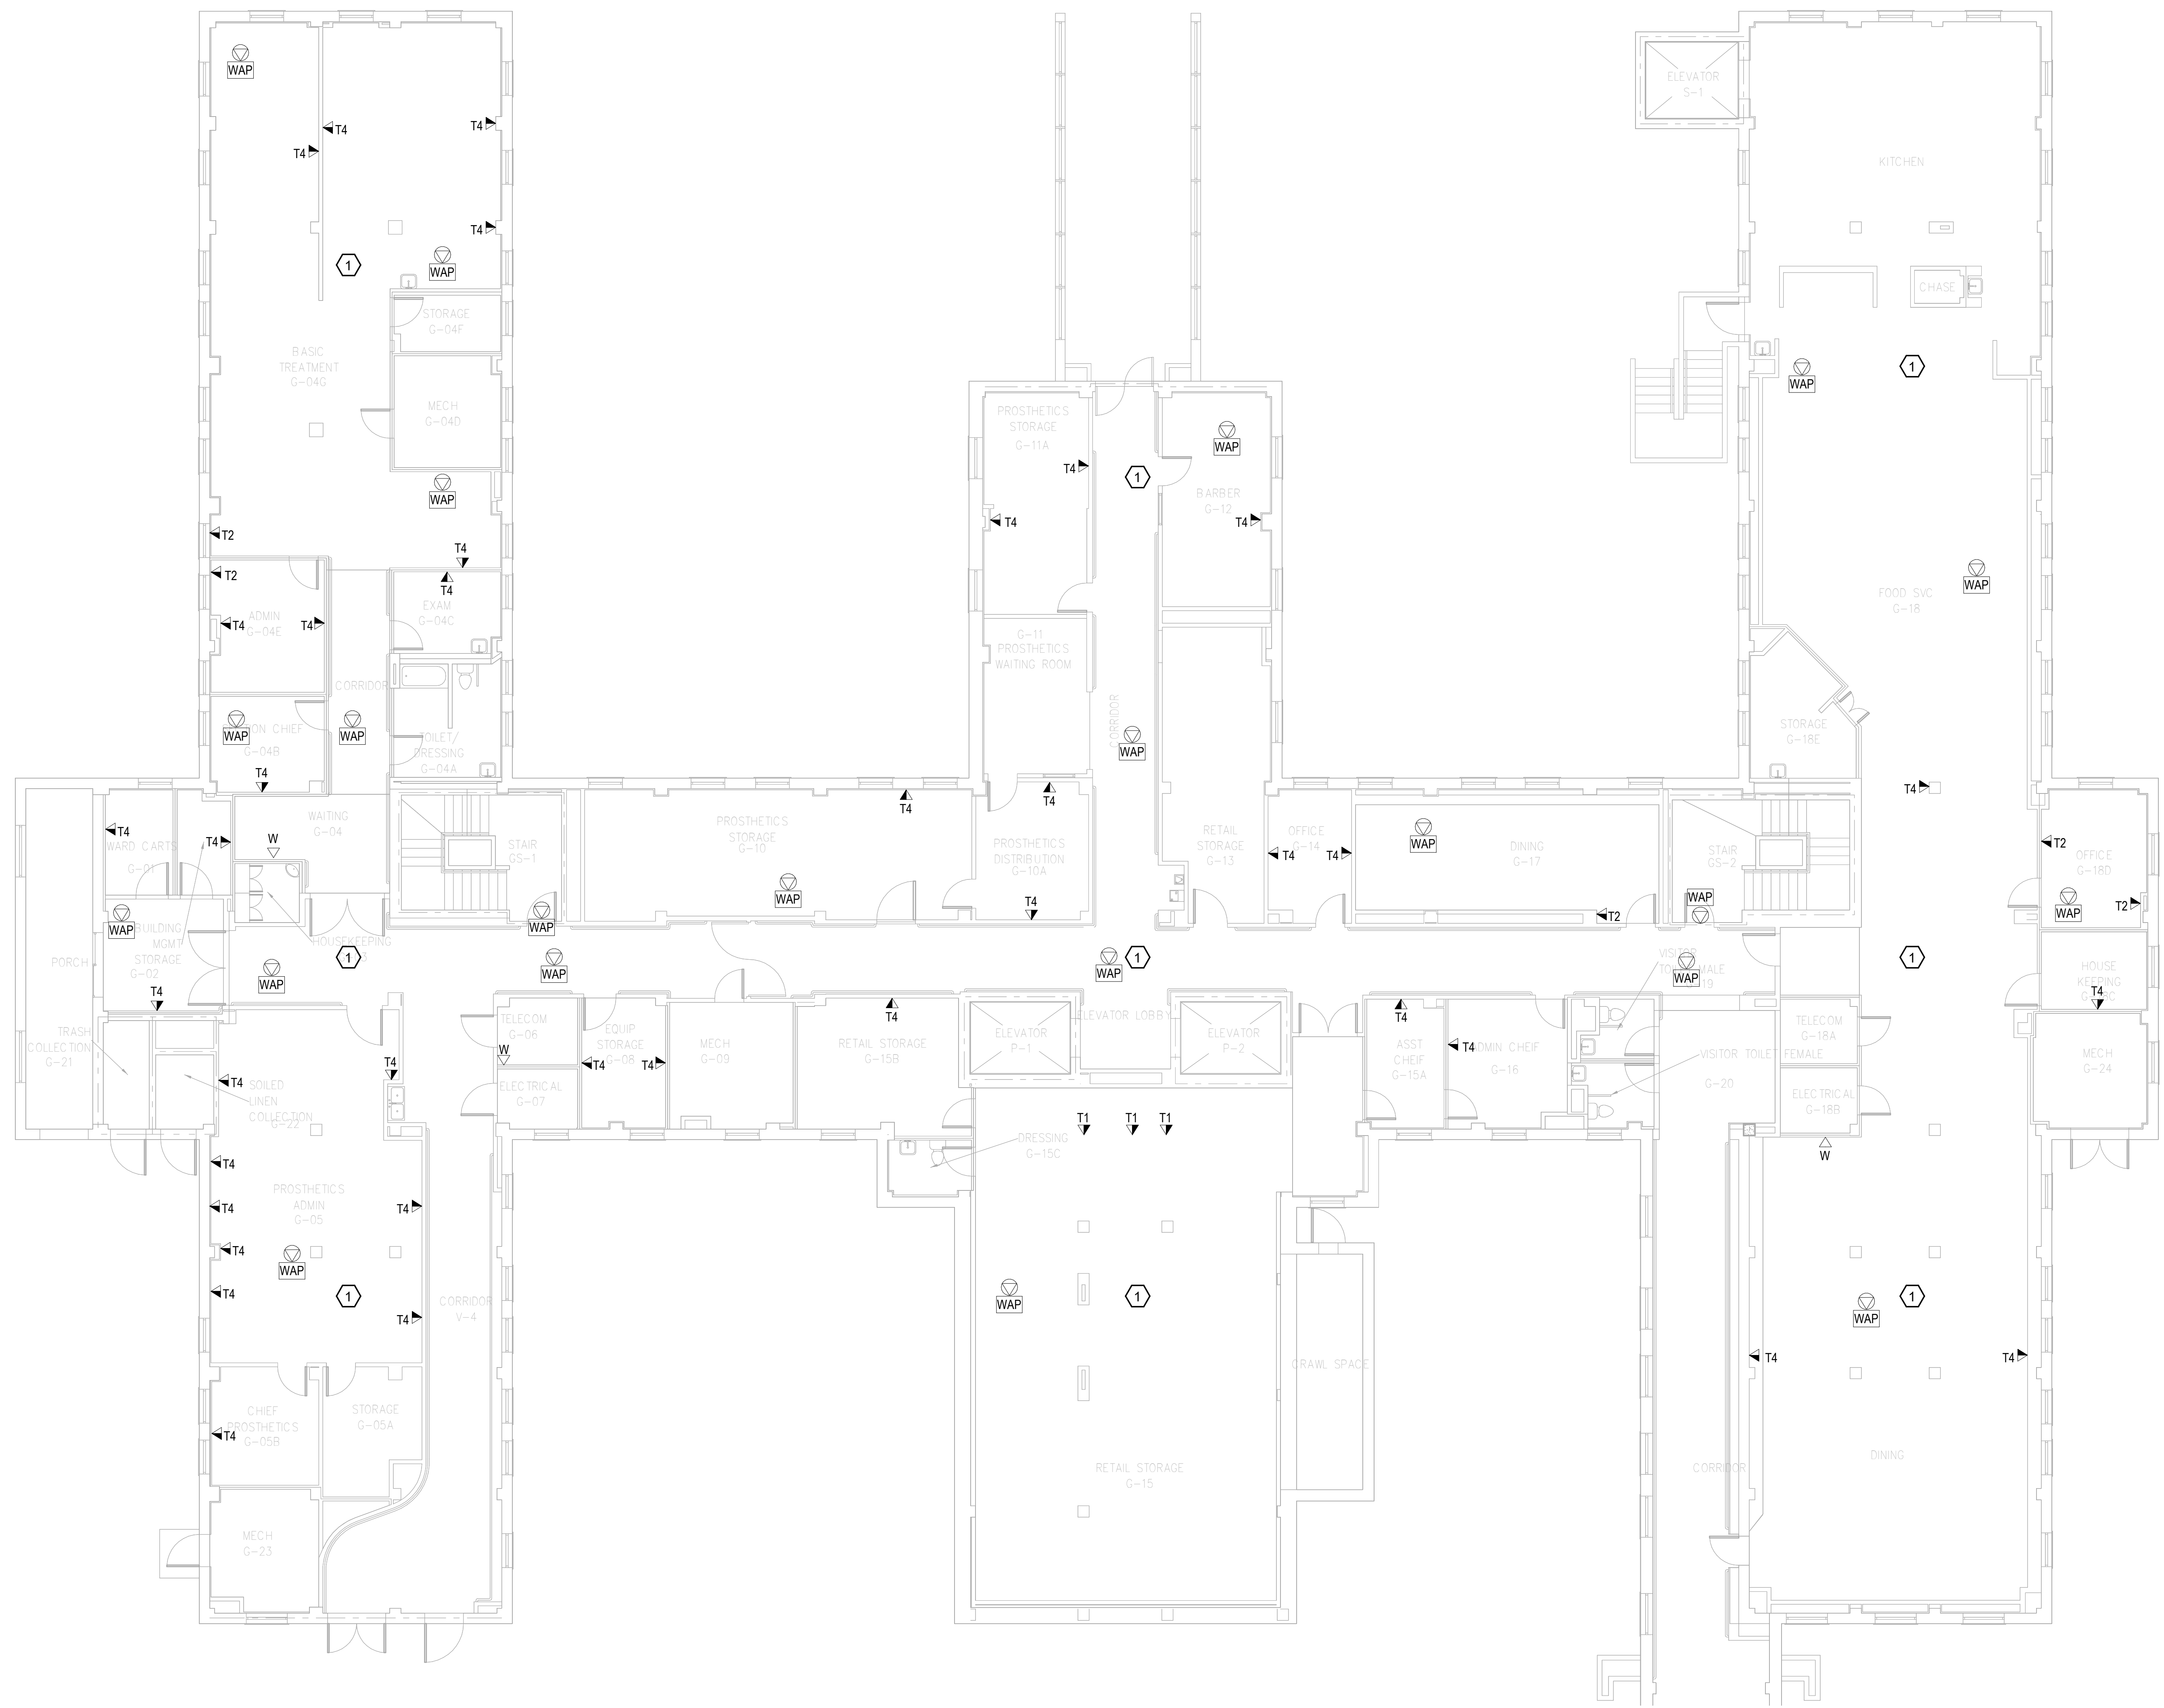 WAP
ELEVATOR
S-1
T4
T4
T4
KITCHEN
T4
1
WAP
CHASE
STORAGE
G-04F
BASIC
TREATMENT
G-04G
1
WAP
MECH
G-04D
PROSTHETICS
STORAGE
G-11A
WAP
T4
1
WAP
BARBER
G-12
T4
T4
T2
T4
WAP
T2
T4
EXAM
G-04C
FOOD SVC
G-18
ADMIN
G-04E
T4
T4
G-11
PROSTHETICS
WAITING ROOM
CORRIDOR
CORRIDOR
WAP
CHIEF
G-04B
WAP
WAP
TOILET/
DRESSING
G-04A
STORAGE
G-18E
T4
T4
T4
T4
WAITING
G-04
T4
WARD CARTS
G-01
T4
W
STAIR
GS-1
PROSTHETICS
STORAGE
G-10
PROSTHETICS
DISTRIBUTION
G-10A
RETAIL
STORAGE
G-13
OFFICE
G-14
T4
T4
WAP
DINING
G-17
STAIR
GS-2
T2
OFFICE
G-18D
WAP
WAP
WAP
T4
T2
WAP
WAP
T2
BUILDING
MGMT
STORAGE
G-02
HOUSEKEEPING
PORCH
1
WAP
WAP
1
WAP
VISITOR
WAP
19
1
HOUSE
KEEPING
T4
T4
TRASH
COLLECTION
G-21
TELECOM
G-06
W
EQUIP
STORAGE
G-08
T4
T4
MECH
G-09
T4
RETAIL STORAGE
G-15B
ELEVATOR
P-1
ELEVATOR LOBBY
ELEVATOR
P-2
T4
ASST
CHEIF
G-15A
T4
ADMIN CHEIF
G-16
VISITOR TOILET FEMALE
G-20
TELECOM
G-18A
MECH
G-24
T4
T4
SOILED
LINEN
COLLECTION
G-22
ELECTRICAL
G-07
ELECTRICAL
G-18B
T1
T1
T1
DRESSING
G-15C
W
T4
PROSTHETICS
ADMIN
G-05
T4
T4
T4
WAP
T4
1
T4
CORRIDOR
V-4
WAP
1
WAP
1
CRAWL SPACE
T4
T4
CHIEF
PROSTHETICS
G-05B
T4
STORAGE
G-05A
RETAIL STORAGE
G-15
CORRIDOR
DINING
MECH
G-23